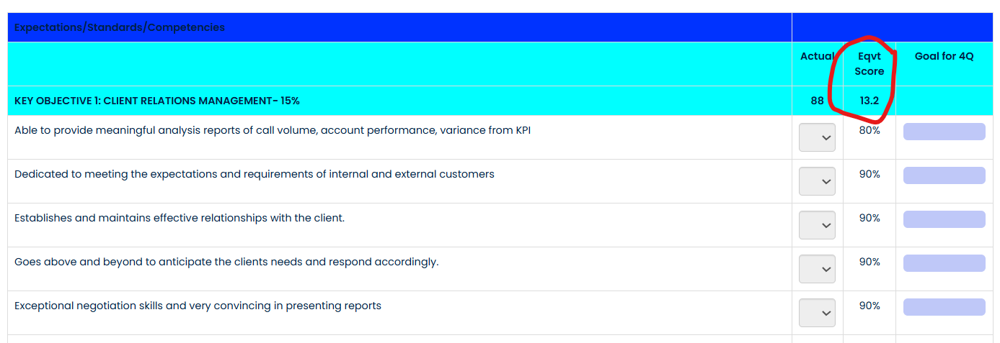 Expectations/Standards/Competencies
Actual Eqvt Score Goal for 4Q
KEY OBJECTIVE 1: CLIENT RELATIONS MANAGEMENT- 15% 88 13.2
Able to provide meaningful analysis reports of call volume, account performance, variance from KPI 80%
Dedicated to meeting the expectations and requirements of internal and external customers 90%
Establishes and maintains effective relationships with the client. 90%
Goes above and beyond to anticipate the clients needs and respond accordingly. 90%
Exceptional negotiation skills and very convincing in presenting reports 90%